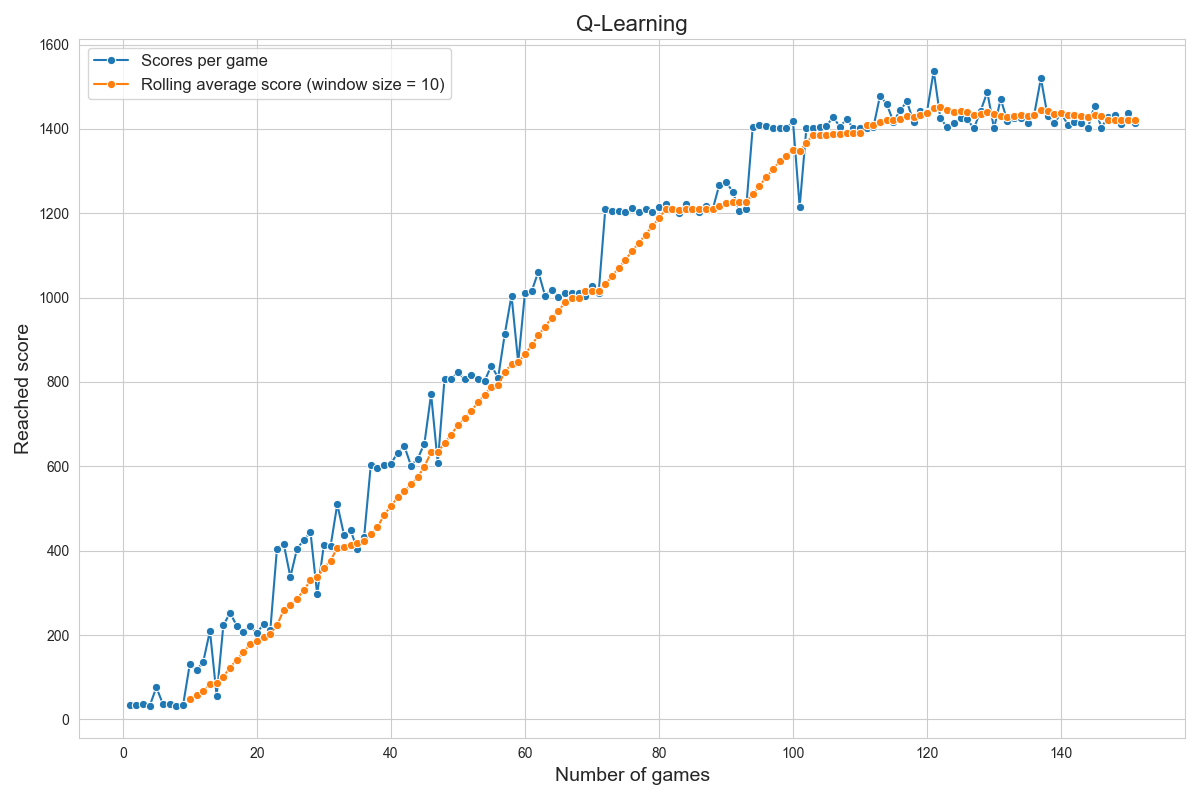 Q-Learning
Scores per game
Rolling average score (window size = 10)
1600
1400
1200
1000
800
600
400
200
0
Reached score
0 20 40 60 80 100 120 140
Number of games